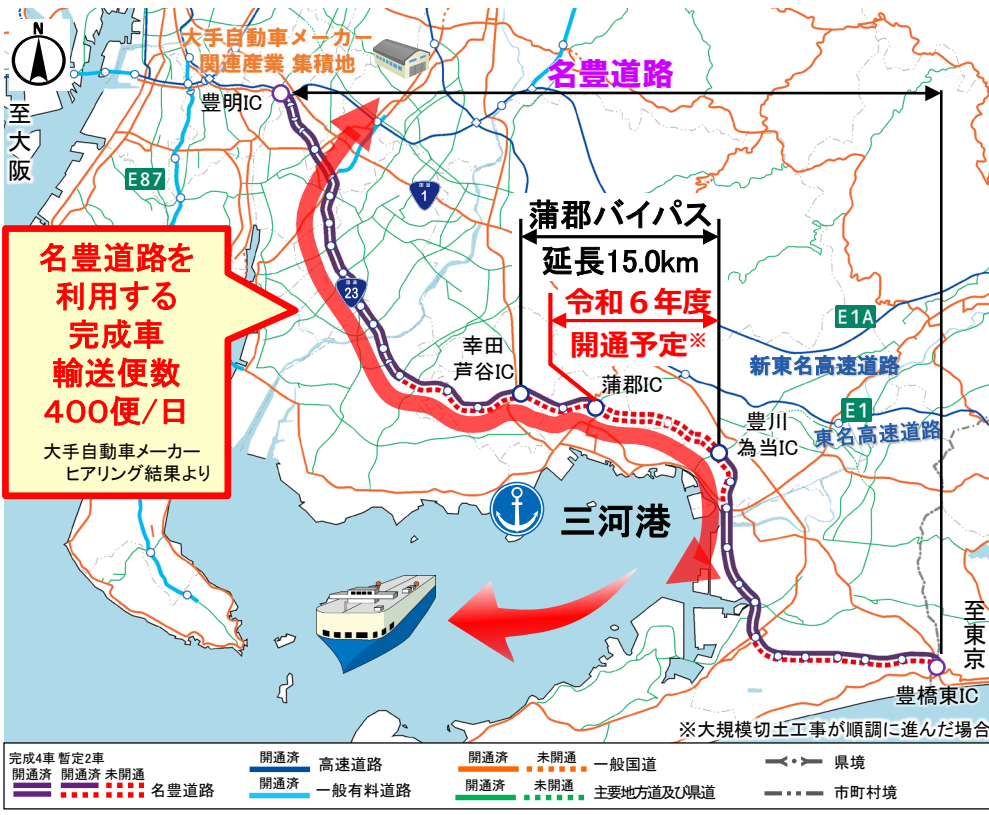 N
大手自動車メーカー
関連産業 集積地
名豊道路
豊明IC
至大阪
E87
国道
1
蒲郡バイパス
延長15.0km
令和６年度
開通予定※
名豊道路を
利用する
完成車
輸送便数
４００便/日
大手自動車メーカー
ヒアリング結果より
国道
23
幸田
芦谷IC
蒲郡IC
E1A
新東名高速道路
E1
東名高速道路
豊川
為当IC
三河港
至東京
豊橋東IC
※大規模切土工事が順調に進んだ場合
完成4車 暫定2車
開通済 開通済 未開通
名豊道路
開通済
高速道路
開通済
一般有料道路
開通済 未開通
一般国道
開通済 未開通
主要地方道及び県道
県境
市町村境